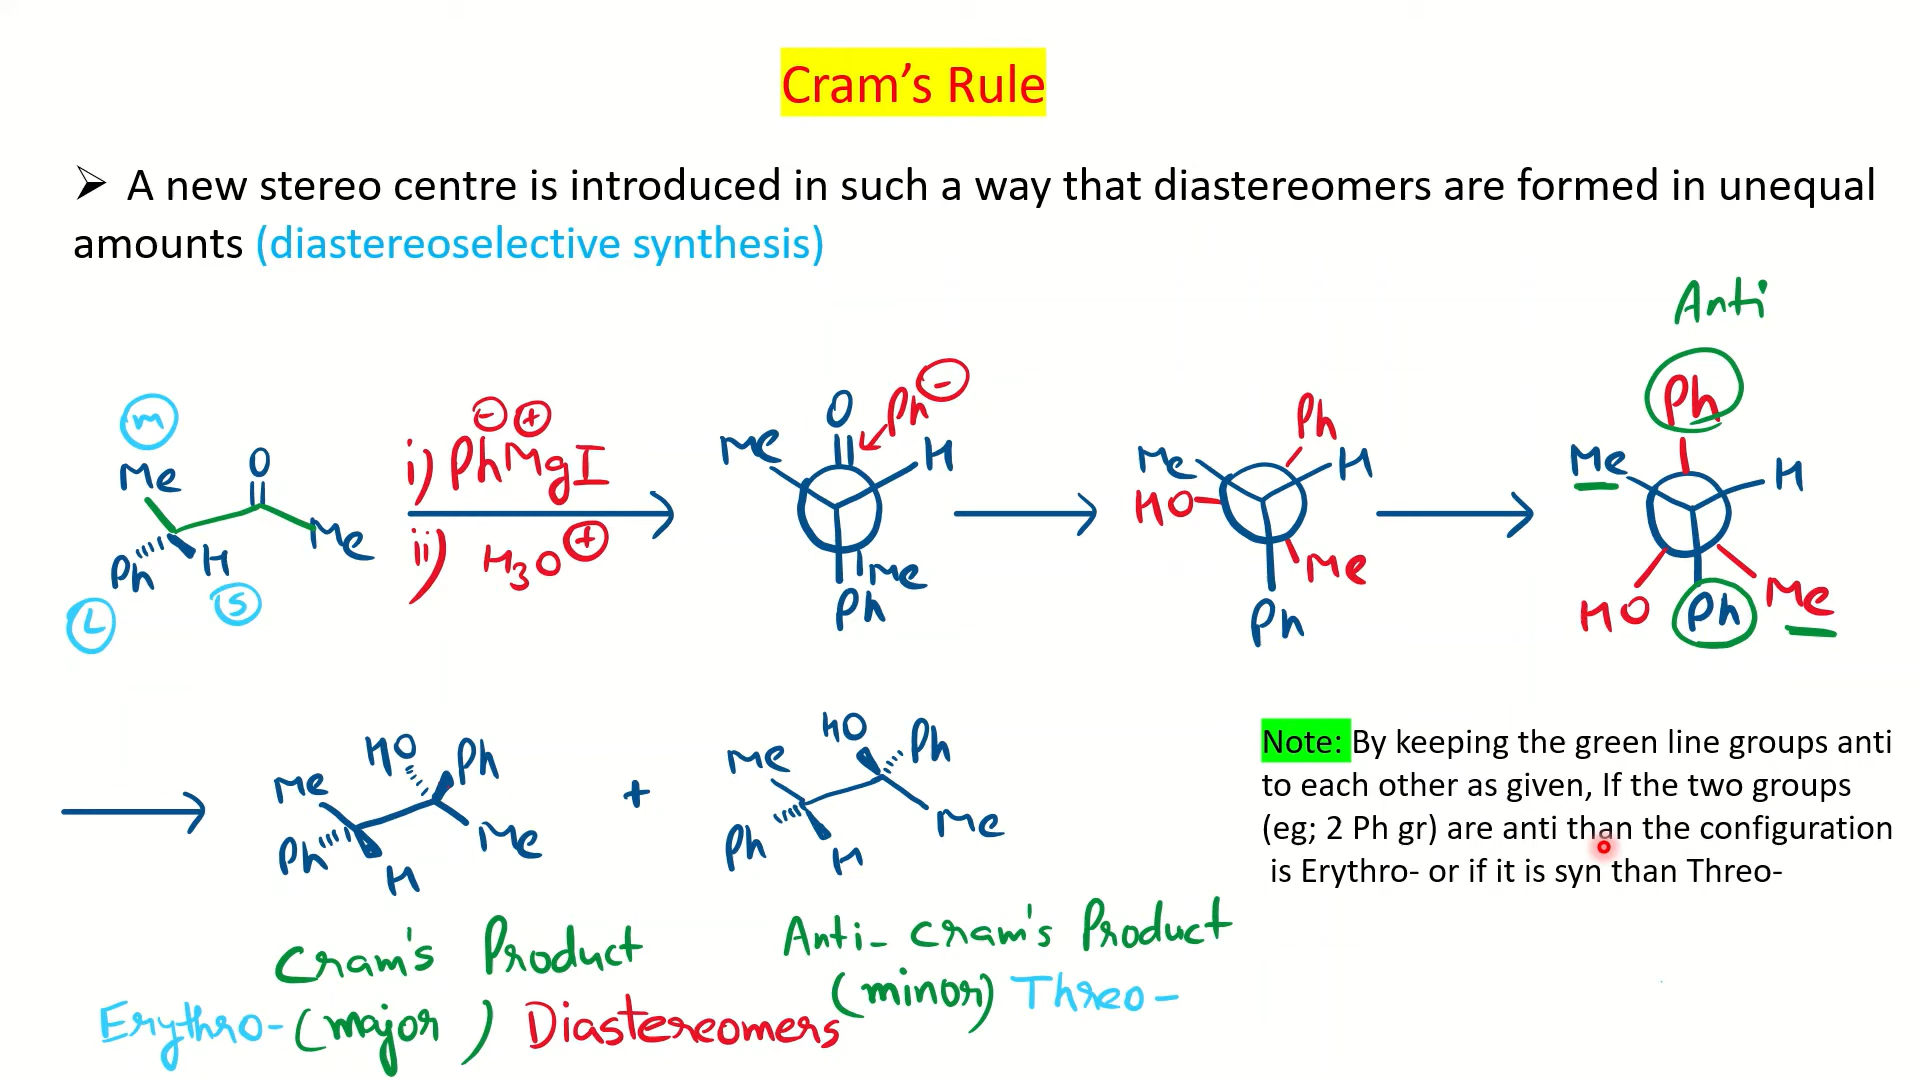 Cram's Rule
➢ A new stereo centre is introduced in such a way that diastereomers are formed in unequal
amounts (diastereoselective synthesis)
Anti
m
Me
O
Me
Ph
H
L
S
i) PhMgI
- +
ii) H3O +
O
Ph -
Me
H
Me
Ph
Ph
Me
H
HO
Me
Ph
Ph
Me
H
HO
Ph
Me
HO
Ph
Me
Ph
H
Me
+
HO
Ph
Me
Ph
H
Me
Note: By keeping the green line groups anti
to each other as given, If the two groups
(eg; 2 Ph gr) are anti than the configuration
is Erythro- or if it is syn than Threo-
Cram's Product
Anti- Cram's Product
Erythro- (major) Diastereomers
(minor) Threo-